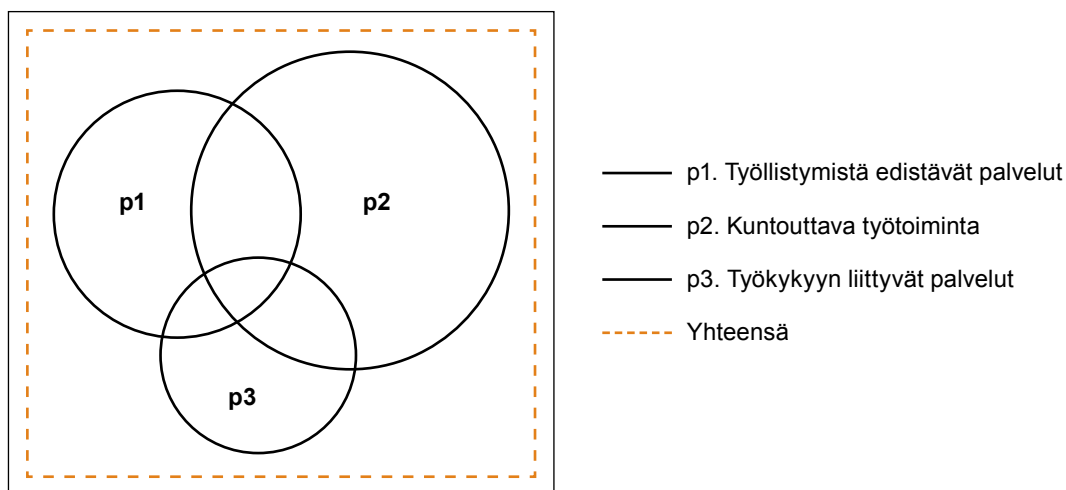 p1
p2
p3
p1. Työllistymistä edistävät palvelut
p2. Kuntouttava työtoiminta
p3. Työkykyyn liittyvät palvelut
Yhteensä